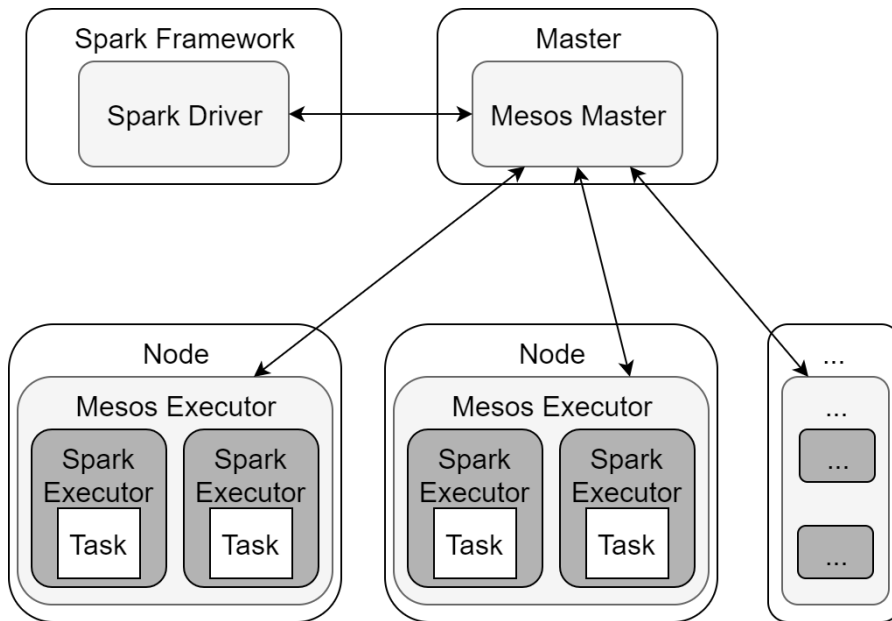 Spark Framework
Spark Driver
Master
Mesos Master
Node
Mesos Executor
Spark
Executor
Task
Spark
Executor
Task
Node
Mesos Executor
Spark
Executor
Task
Spark
Executor
Task
...
...
...
...